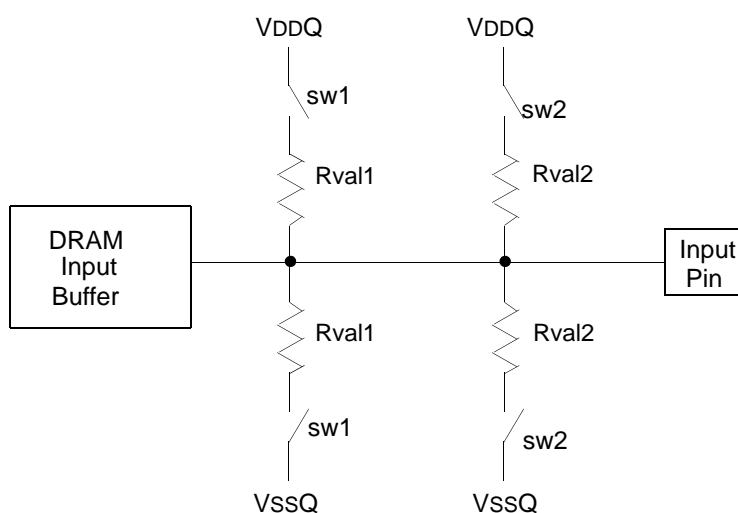 VDDQ VDDQ
sw1 sw2
Rval1 Rval2
DRAM
Input
Buffer
Input
Pin
Rval1 Rval2
sw1 sw2
VSSQ VSSQ